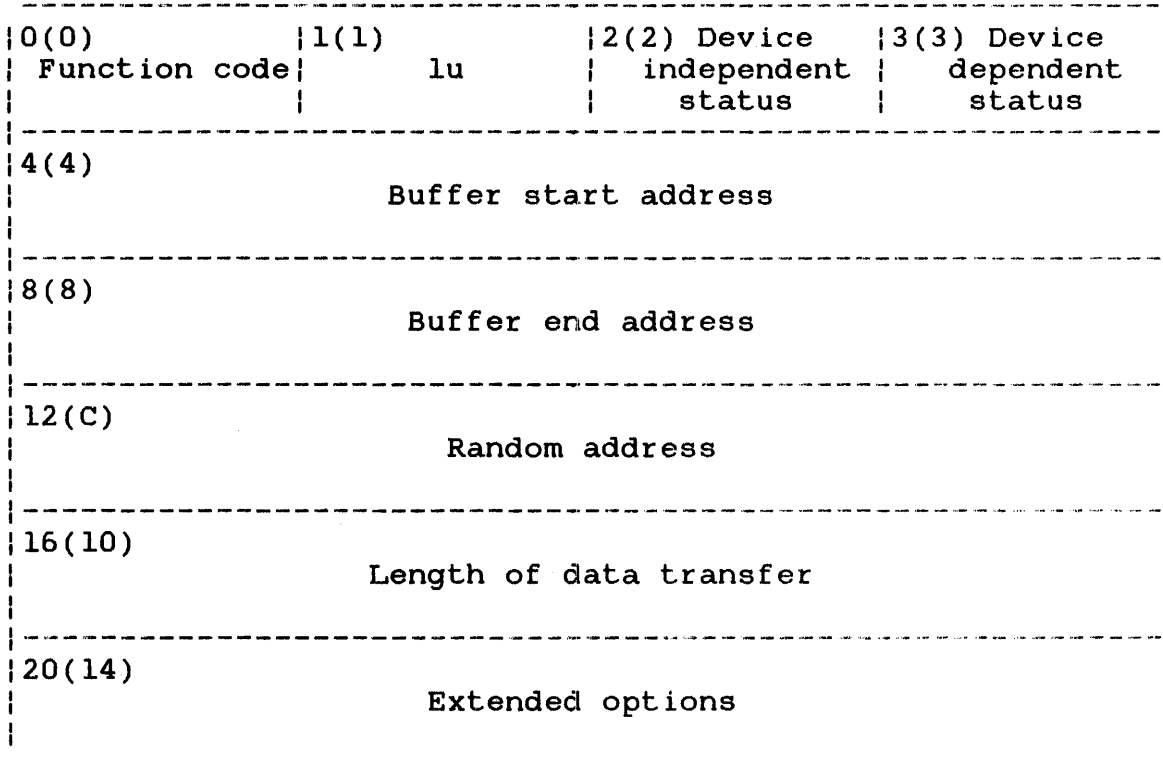 0(0) 1(1) 2(2) Device 3(3) Device
Function code lu independent dependent
status status
4(4)
Buffer start address
8(8)
Buffer end address
12(C)
Random address
16(10)
Length of data transfer
20(14)
Extended options